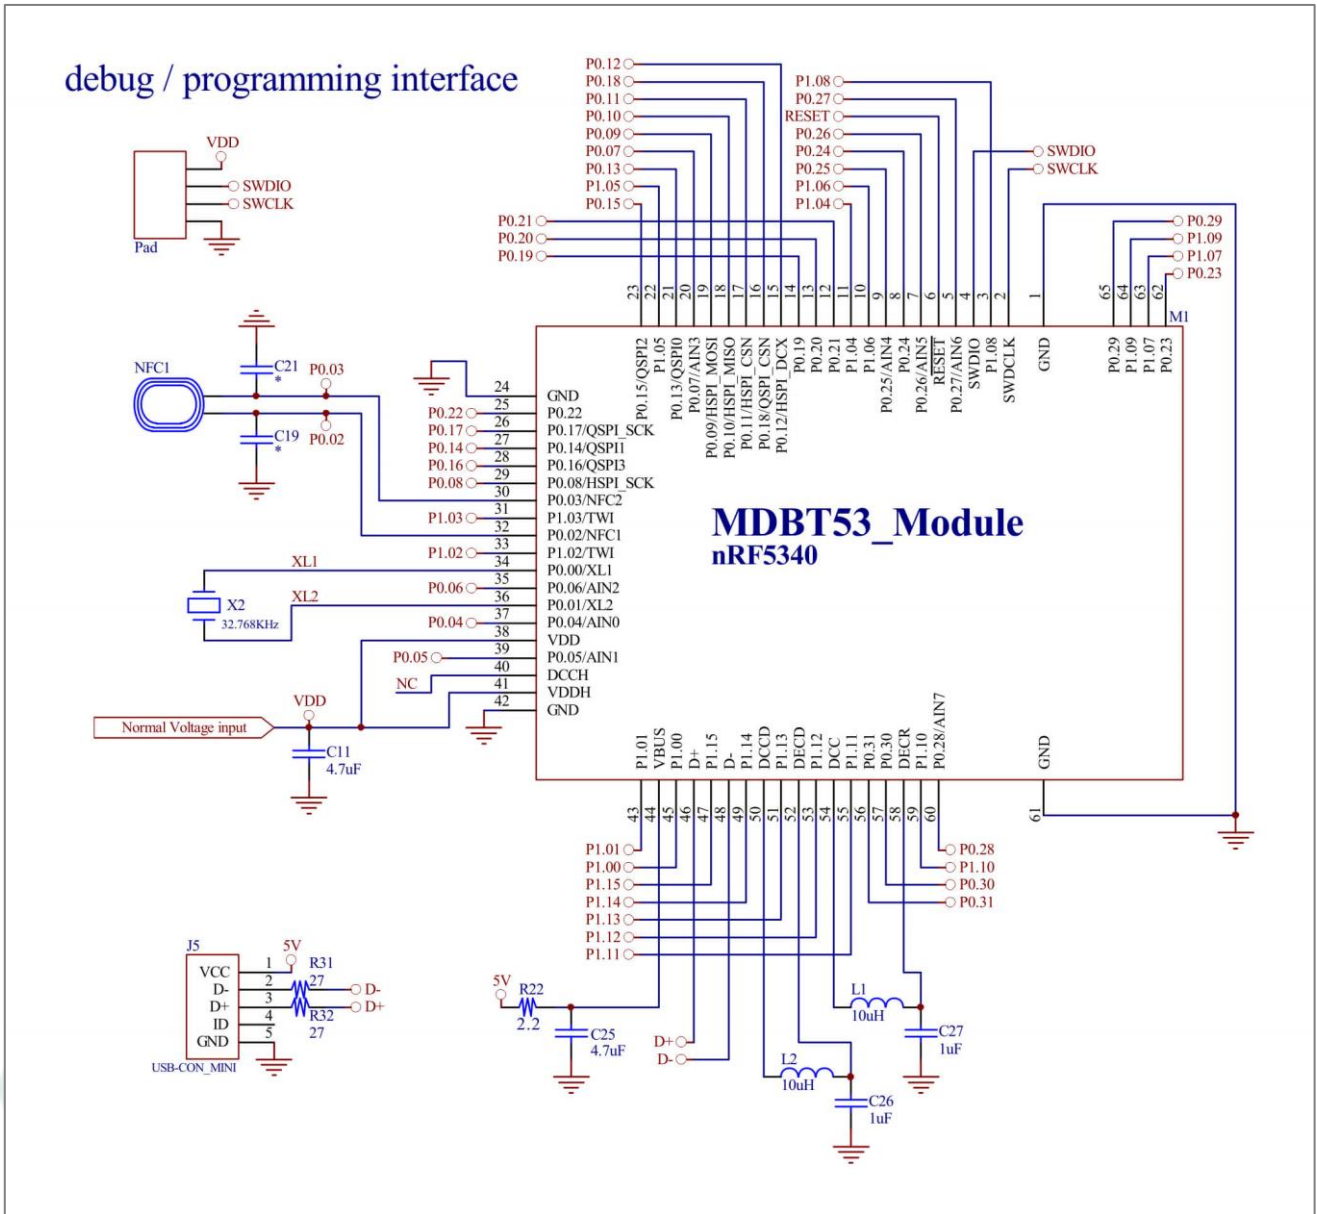 debug / programming interface
VDD
SWDIO
SWCLK
Pad
P0.12
P0.18
P0.11
P0.10
P0.09
P0.07
P0.13
P1.05
P0.15
P0.21
P0.20
P0.19
P1.08
P0.27
RESET
P0.26
P0.24
P0.25
P1.06
P1.04
SWDIO
SWCLK
P0.29
P1.09
P1.07
P0.23
23 22 21 20 19 18 17 16 15 14 13 12 11 10 9 8 7 6 5 4 3 2 1 65 64 63 62
M1
P0.15/QSPI2
P1.05
P0.13/QSPI0
P0.07/AIN3
P0.09/HSPI_MOSI
P0.10/HSPI_MISO
P0.11/HSPI_CSN
P0.18/QSPI_CSN
P0.12/HSPI_DCX
P0.19
P0.20
P0.21
P1.04
P1.06
P0.25/AIN4
P0.24
P0.26/AIN5
RESET
P0.27/AIN6
SWDIO
P1.08
SWDCLK
GND
P0.29
P1.09
P1.07
P0.23
NFC1
C21
*
P0.03
C19
*
P0.02
24 GND
P0.22 25 P0.22
P0.17 26 P0.17/QSPI_SCK
P0.14 27 P0.14/QSPI1
P0.16 28 P0.16/QSPI3
P0.08 29 P0.08/HSPI_SCK
30 P0.03/NFC2
P1.03 31 P1.03/TWI
32 P0.02/NFC1
P1.02 33 P1.02/TWI
XL1 34 P0.00/XL1
P0.06 35 P0.06/AIN2
XL2 36 P0.01/XL2
P0.04 37 P0.04/AIN0
38 VDD
P0.05 39 P0.05/AIN1
NC 40 DCCH
41 VDDH
42 GND
MDBT53_Module
nRF5340
X2
32.768KHz
VDD
Normal Voltage input
C11
4.7uF
P1.01
VBUS
P1.00
D+
P1.15
D-
P1.14
DCCD
P1.13
DECD
P1.12
DCC
P1.11
P0.31
P0.30
DECR
P1.10
P0.28/AIN7
GND
43 44 45 46 47 48 49 50 51 52 53 54 55 56 57 58 59 60 61
P1.01
P1.00
P1.15
P1.14
P1.13
P1.12
P1.11
P0.28
P1.10
P0.30
P0.31
J5
5V
VCC 1
D- 2
D+ 3
ID 4
GND 5
USB-CON_MINI
R31
27
D-
D+
R32
27
5V
R22
2.2
C25
4.7uF
D+
D-
L1
10uH
C27
1uF
L2
10uH
C26
1uF